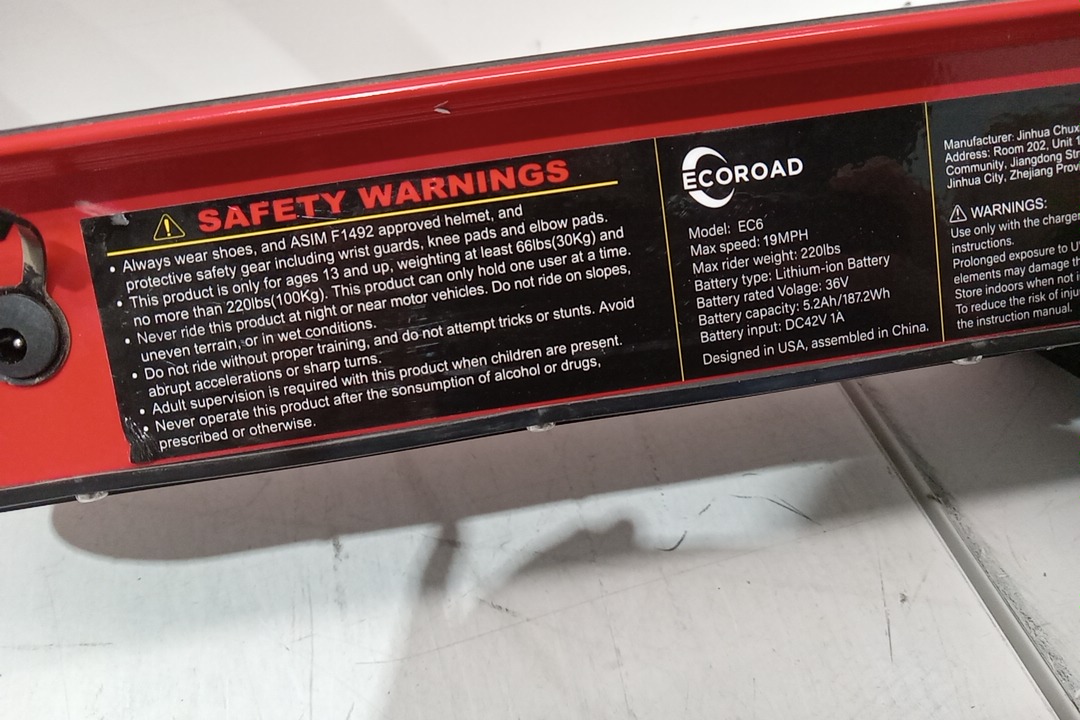 SAFETY WARNINGS
• Always wear shoes, and ASIM F1492 approved helmet, and
protective safety gear including wrist guards, knee pads and elbow pads.
• This product is only for ages 13 and up, weighting at least 66lbs(30Kg) and
no more than 220lbs(100Kg). This product can only hold one user at a time.
• Never ride this product at night or near motor vehicles. Do not ride on slopes,
uneven terrain, or in wet conditions.
• Do not ride without proper training, and do not attempt tricks or stunts. Avoid
abrupt accelerations or sharp turns.
• Adult supervision is required with this product when children are present.
• Never operate this product after the sonsumption of alcohol or drugs,
prescribed or otherwise.
ECOROAD
Model: EC6
Max speed: 19MPH
Max rider weight: 220lbs
Battery type: Lithium-ion Battery
Battery rated Volage: 36V
Battery capacity: 5.2Ah/187.2Wh
Battery input: DC42V 1A
Designed in USA, assembled in China.
Manufacturer: Jinhua Chux
Address: Room 202, Unit 1
Community, Jiangdong Str
Jinhua City, Zhejiang Provi
WARNINGS:
Use only with the charger
instructions.
Prolonged exposure to U
elements may damage th
Store indoors when not i
To reduce the risk of inju
the instruction manual.